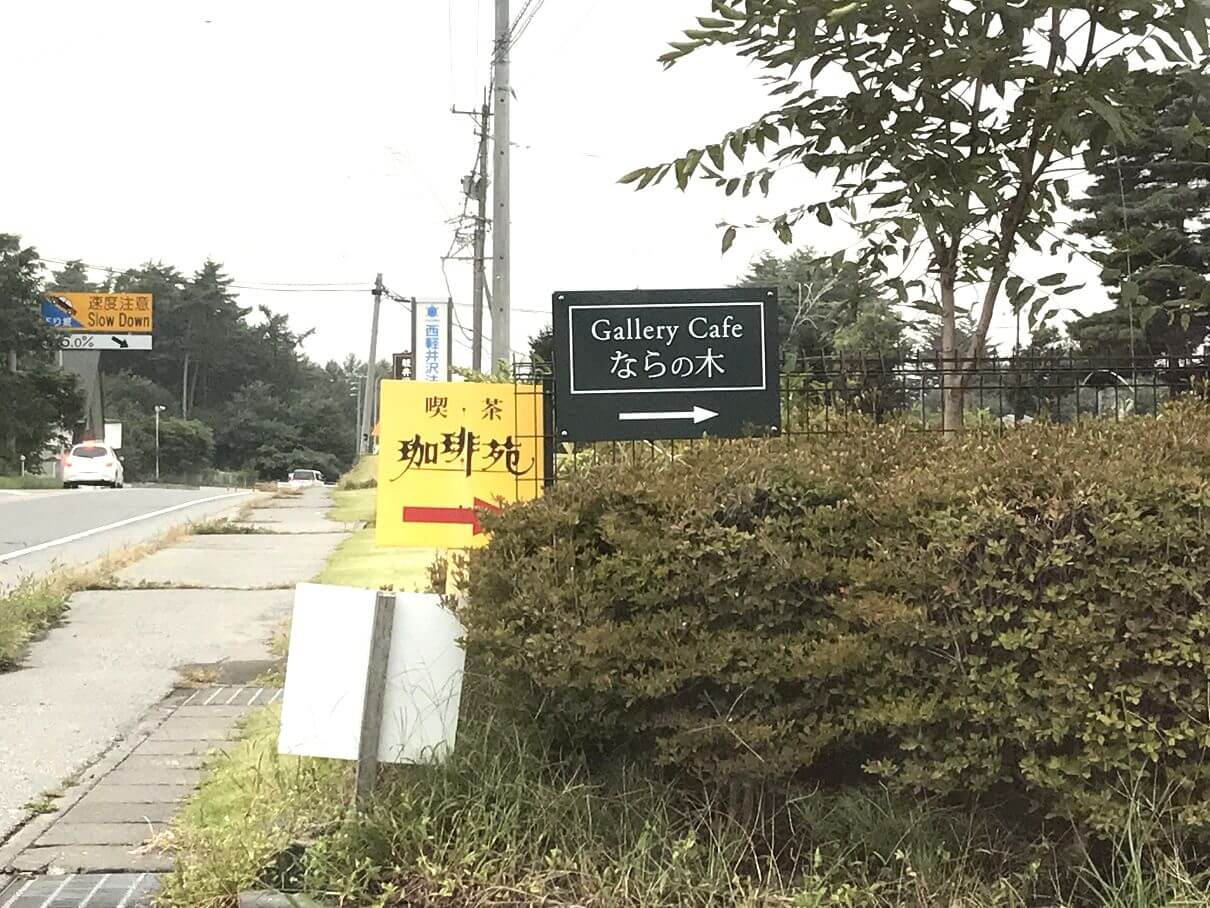 速度注意
Slow Down
5.0%
西軽井沢
Gallery Cafe
ならの木
喫・茶
珈琲苑